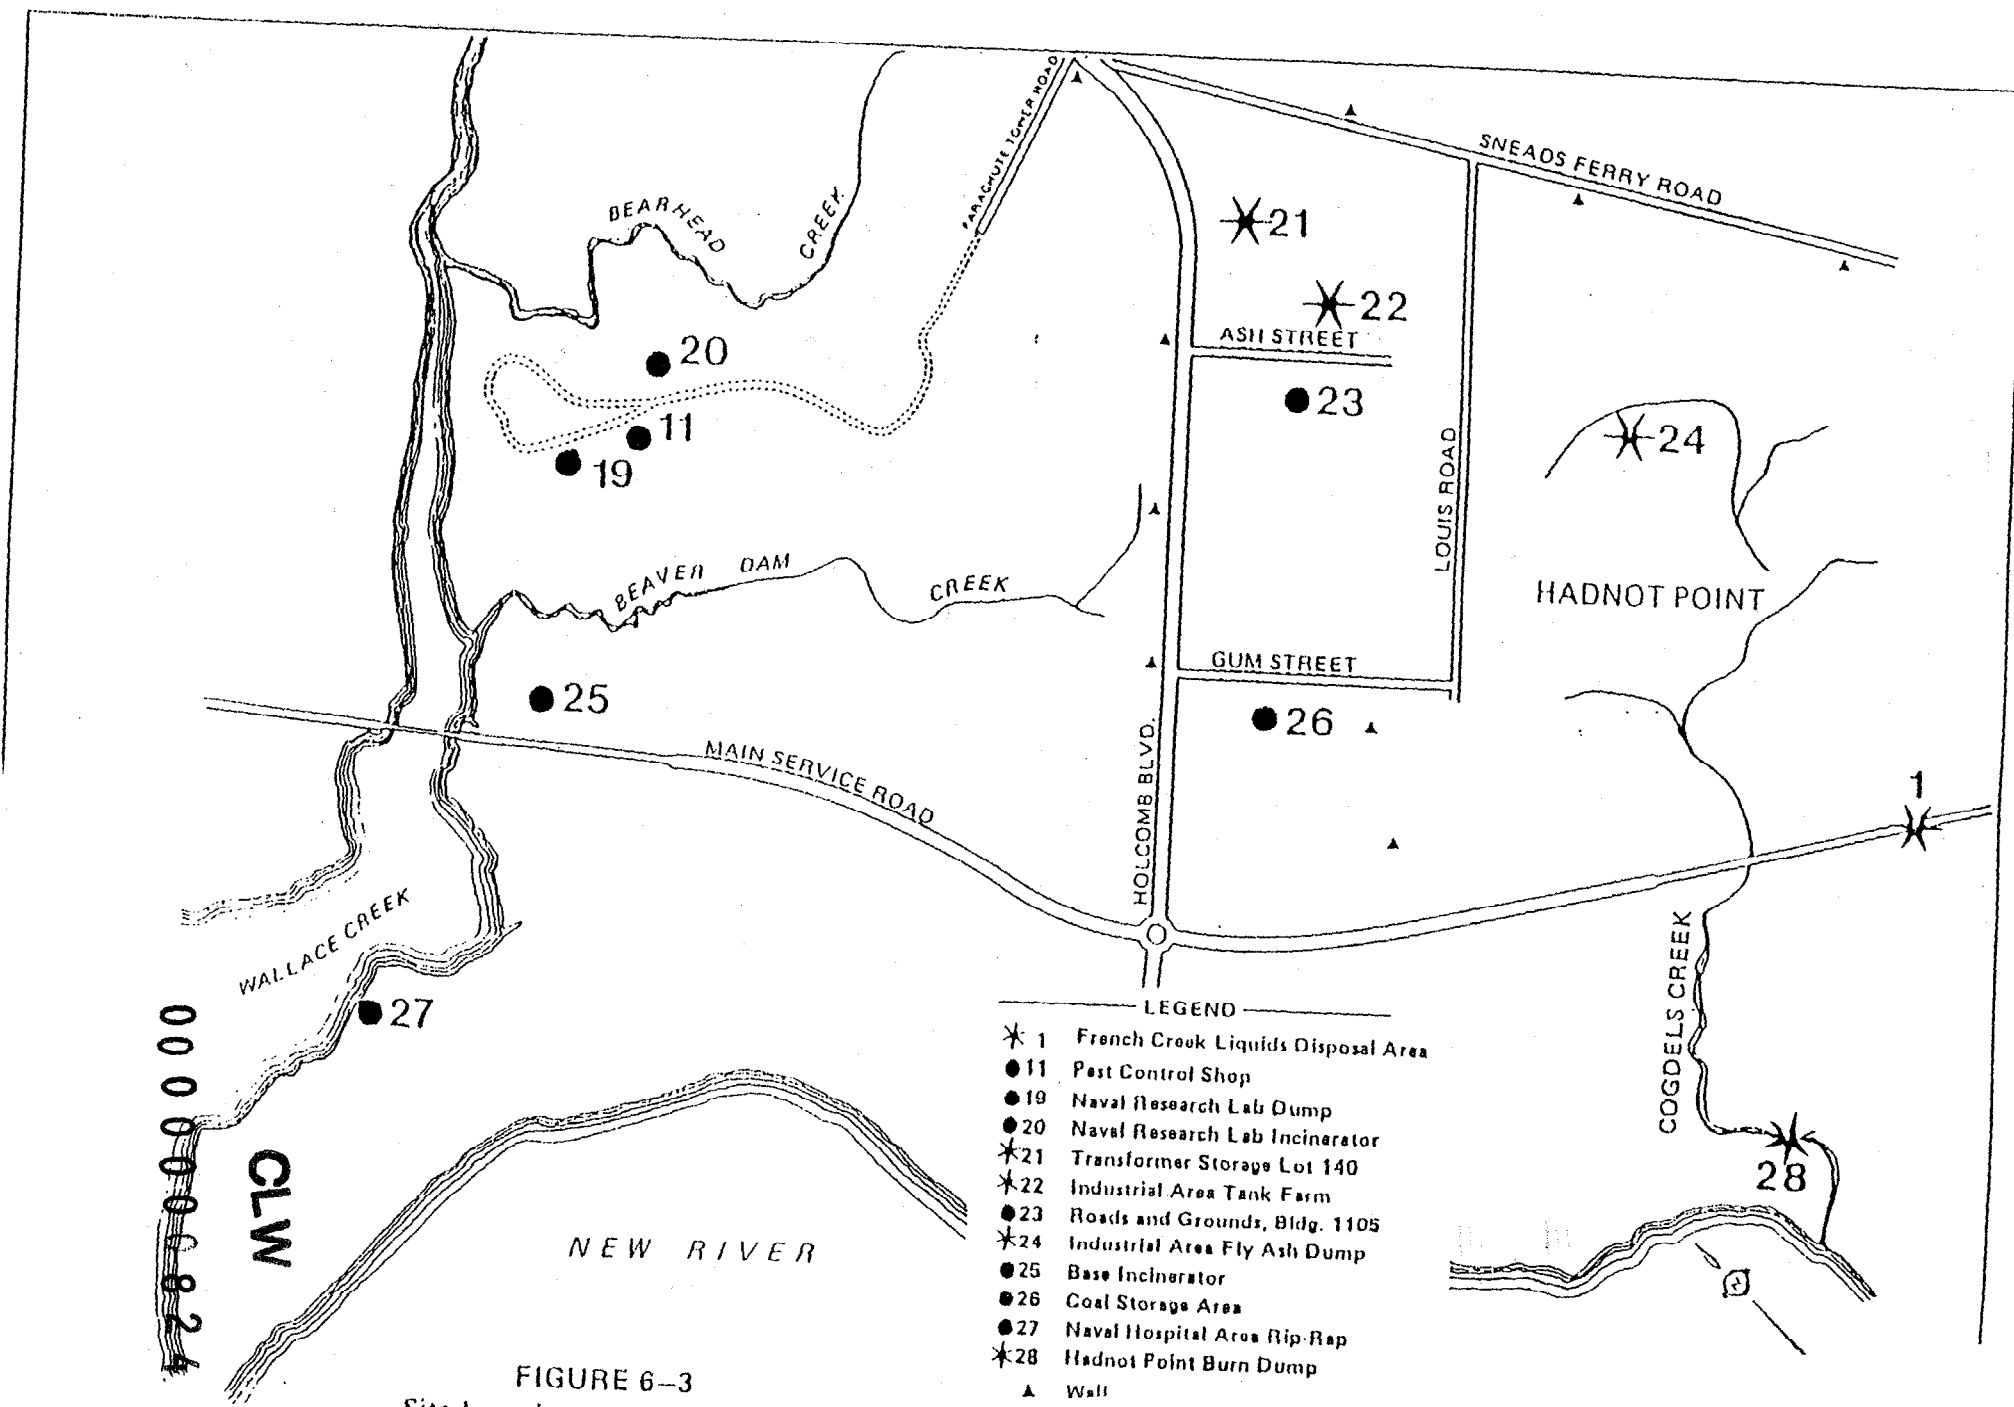 PARACHUTE TOWER ROAD
SNEADS FERRY ROAD
BEARHEAD CREEK
21
22
ASH STREET
20
23
11
24
19
LOUIS ROAD
BEAVER DAM CREEK
HADNOT POINT
GUM STREET
25
26
MAIN SERVICE ROAD
HOLCOMB BLVD.
1
WALLACE CREEK
COGDELS CREEK
27
28
NEW RIVER
CLW
0000006824
LEGEND
1 French Creek Liquids Disposal Area
11 Pest Control Shop
19 Naval Research Lab Dump
20 Naval Research Lab Incinerator
21 Transformer Storage Lot 140
22 Industrial Area Tank Farm
23 Roads and Grounds, Bldg. 1105
24 Industrial Area Fly Ash Dump
25 Base Incinerator
26 Coal Storage Area
27 Naval Hospital Area Rip-Rap
28 Hadnot Point Burn Dump
Well
FIGURE 6–3